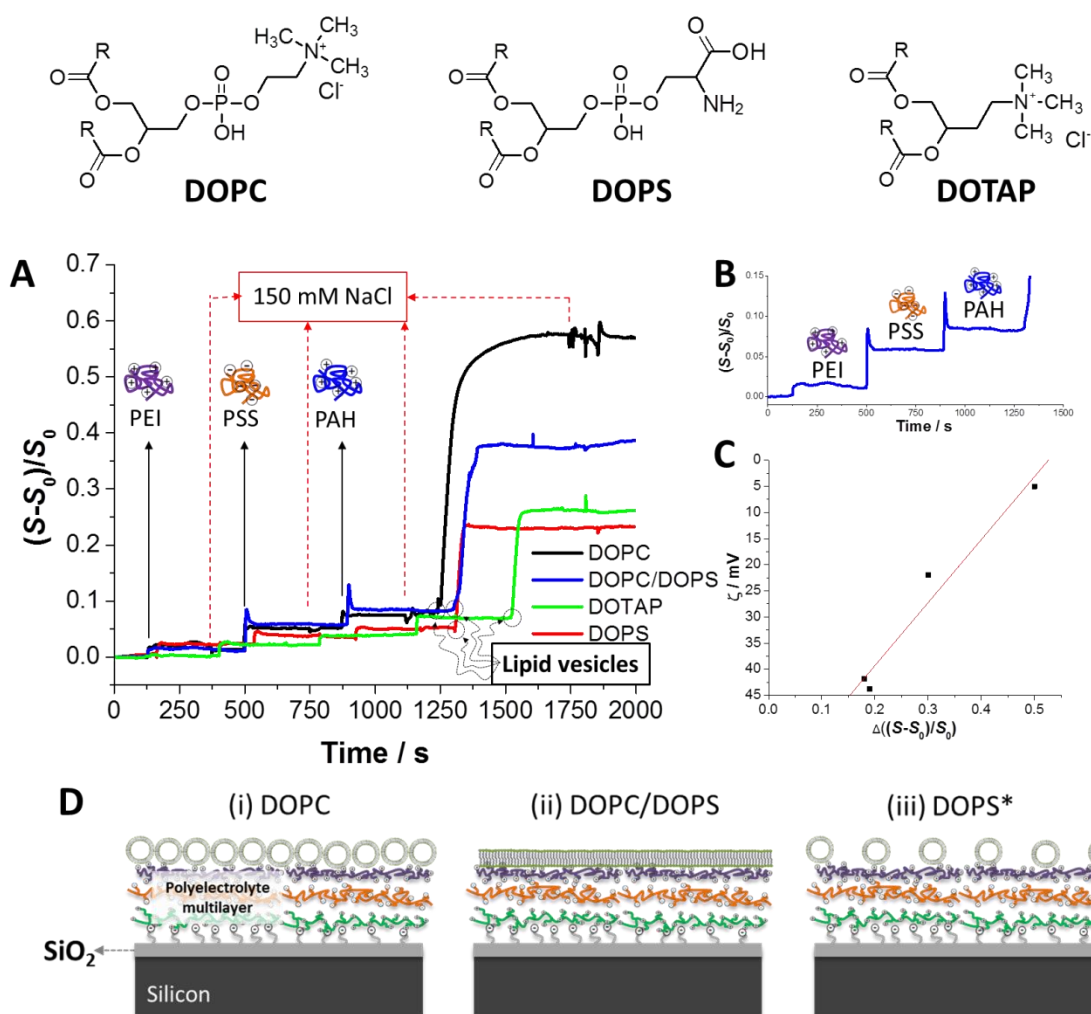 R
O
O
O
R
O
O
P
O
OH
O
H3C
CH3
N+
CH3
Cl-
DOPC
R
O
O
O
R
O
O
P
O
OH
O
O
OH
NH2
DOPS
R
O
O
R
O
O
CH3
N+
CH3
CH3
Cl-
DOTAP
A
0.7
0.6
0.5
0.4
0.3
0.2
0.1
0.0
(S-S0)/S0
150 mM NaCl
PEI
PSS
PAH
DOPC
DOPC/DOPS
DOTAP
DOPS
Lipid vesicles
0 250 500 750 1000 1250 1500 1750 2000
Time / s
B
0.15
0.10
0.05
0.00
(S-S0)/S0
PEI
PSS
PAH
0 250 500 750 1000 1250 1500
Time / s
C
0
5
10
15
20
25
30
35
40
45
ζ / mV
0.0 0.1 0.2 0.3 0.4 0.5
Δ((S-S0)/S0)
D
(i) DOPC
(ii) DOPC/DOPS
(iii) DOPS*
Polyelectrolyte
multilayer
SiO2
Silicon